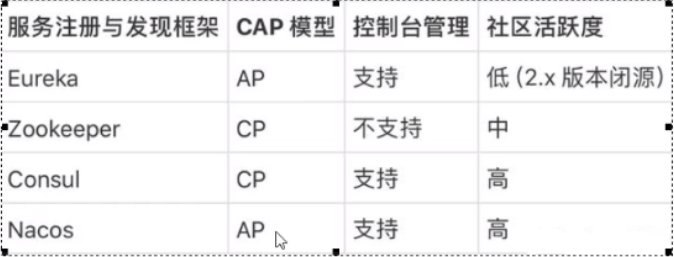 服务注册与发现框架 CAP 模型 控制台管理 社区活跃度
Eureka AP 支持 低 (2.x 版本闭源)
Zookeeper CP 不支持 中
Consul CP 支持 高
Nacos AP 支持 高